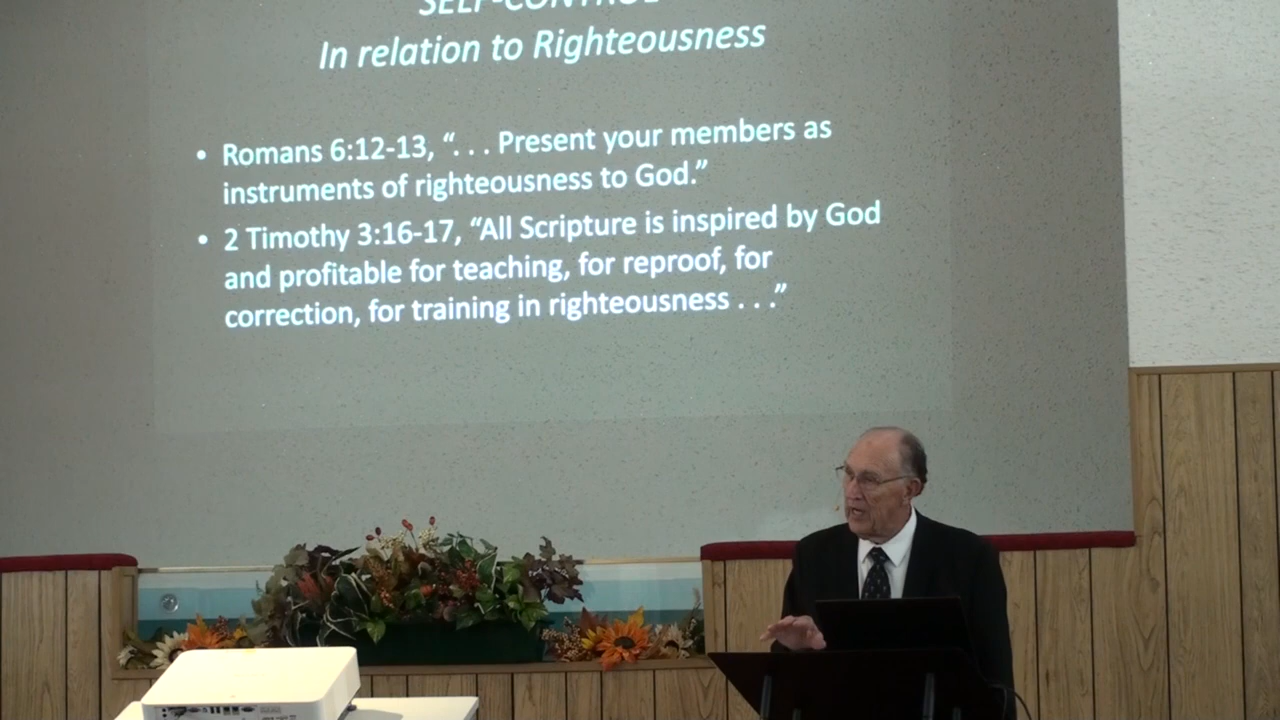 SELF-CONTROL
In relation to Righteousness
• Romans 6:12-13, “. . . Present your members as
instruments of righteousness to God.”
• 2 Timothy 3:16-17, “All Scripture is inspired by God
and profitable for teaching, for reproof, for
correction, for training in righteousness . . .”